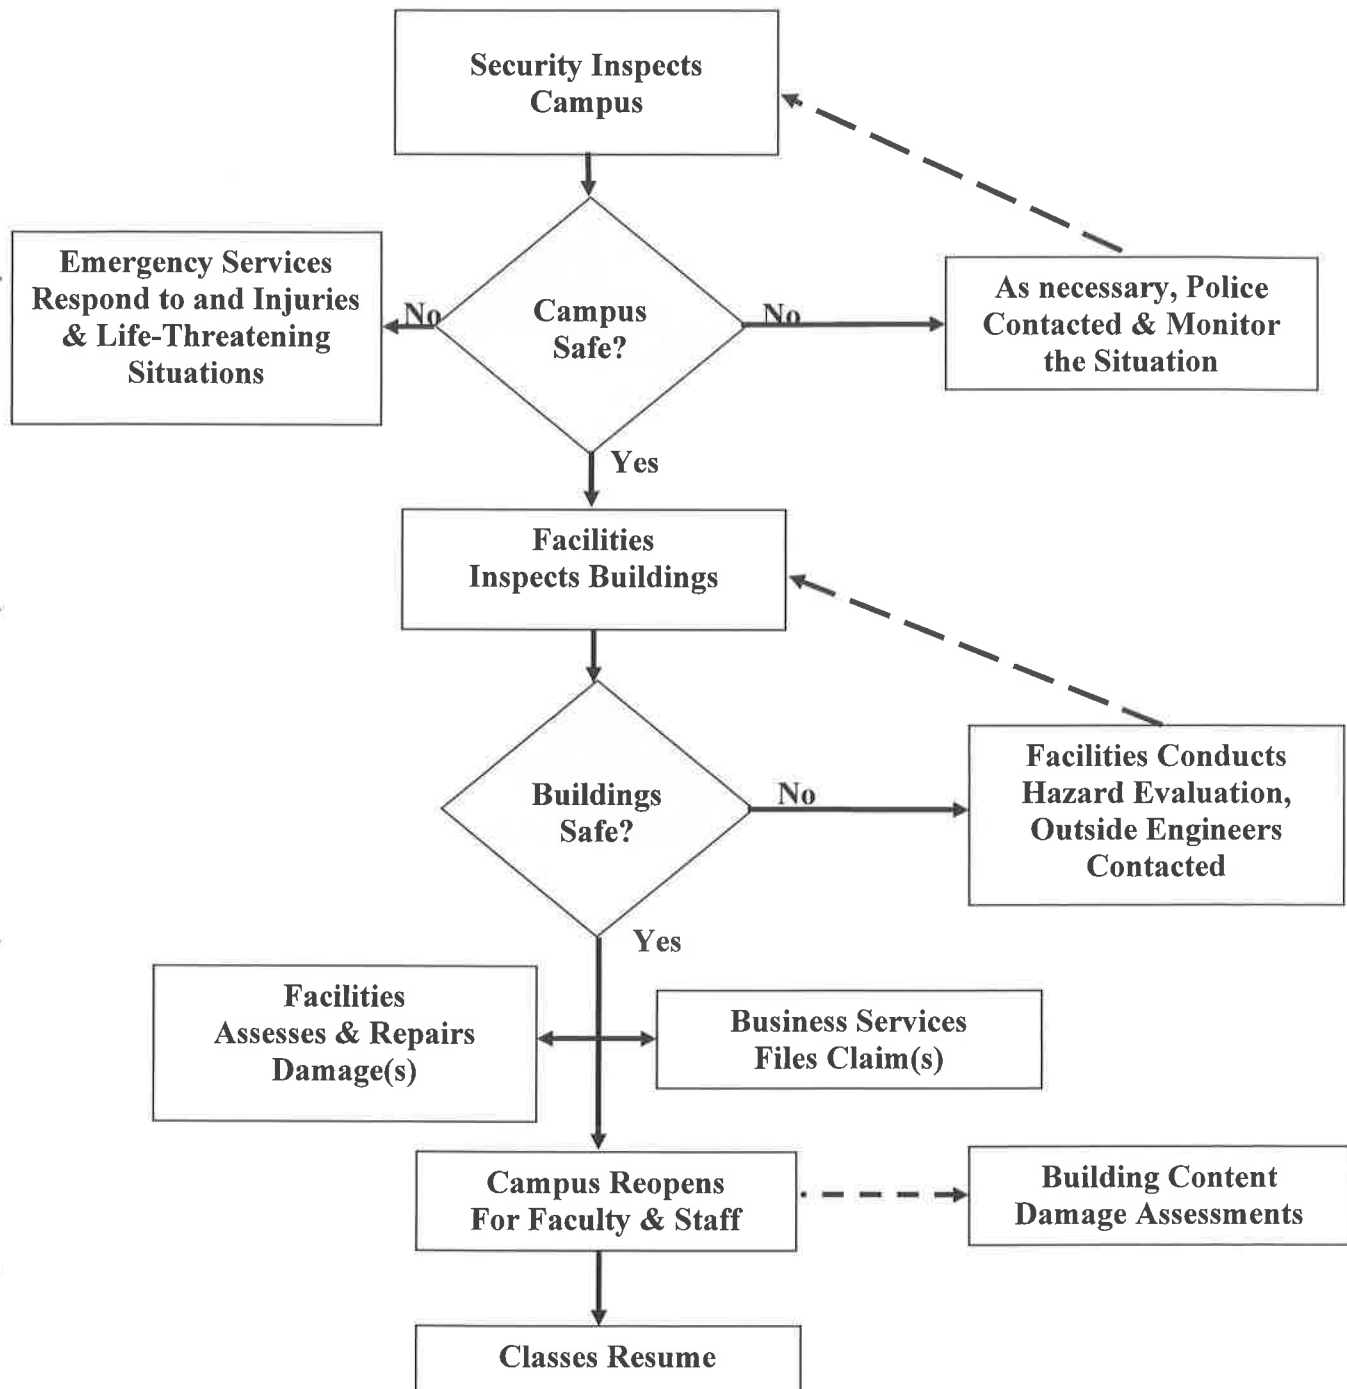 Security Inspects
Campus
Emergency Services
Respond to and Injuries
& Life-Threatening
Situations
No
Campus
Safe?
No
As necessary, Police
Contacted & Monitor
the Situation
Yes
Facilities
Inspects Buildings
Buildings
Safe?
No
Facilities Conducts
Hazard Evaluation,
Outside Engineers
Contacted
Yes
Facilities
Assesses & Repairs
Damage(s)
Business Services
Files Claim(s)
Campus Reopens
For Faculty & Staff
Building Content
Damage Assessments
Classes Resume